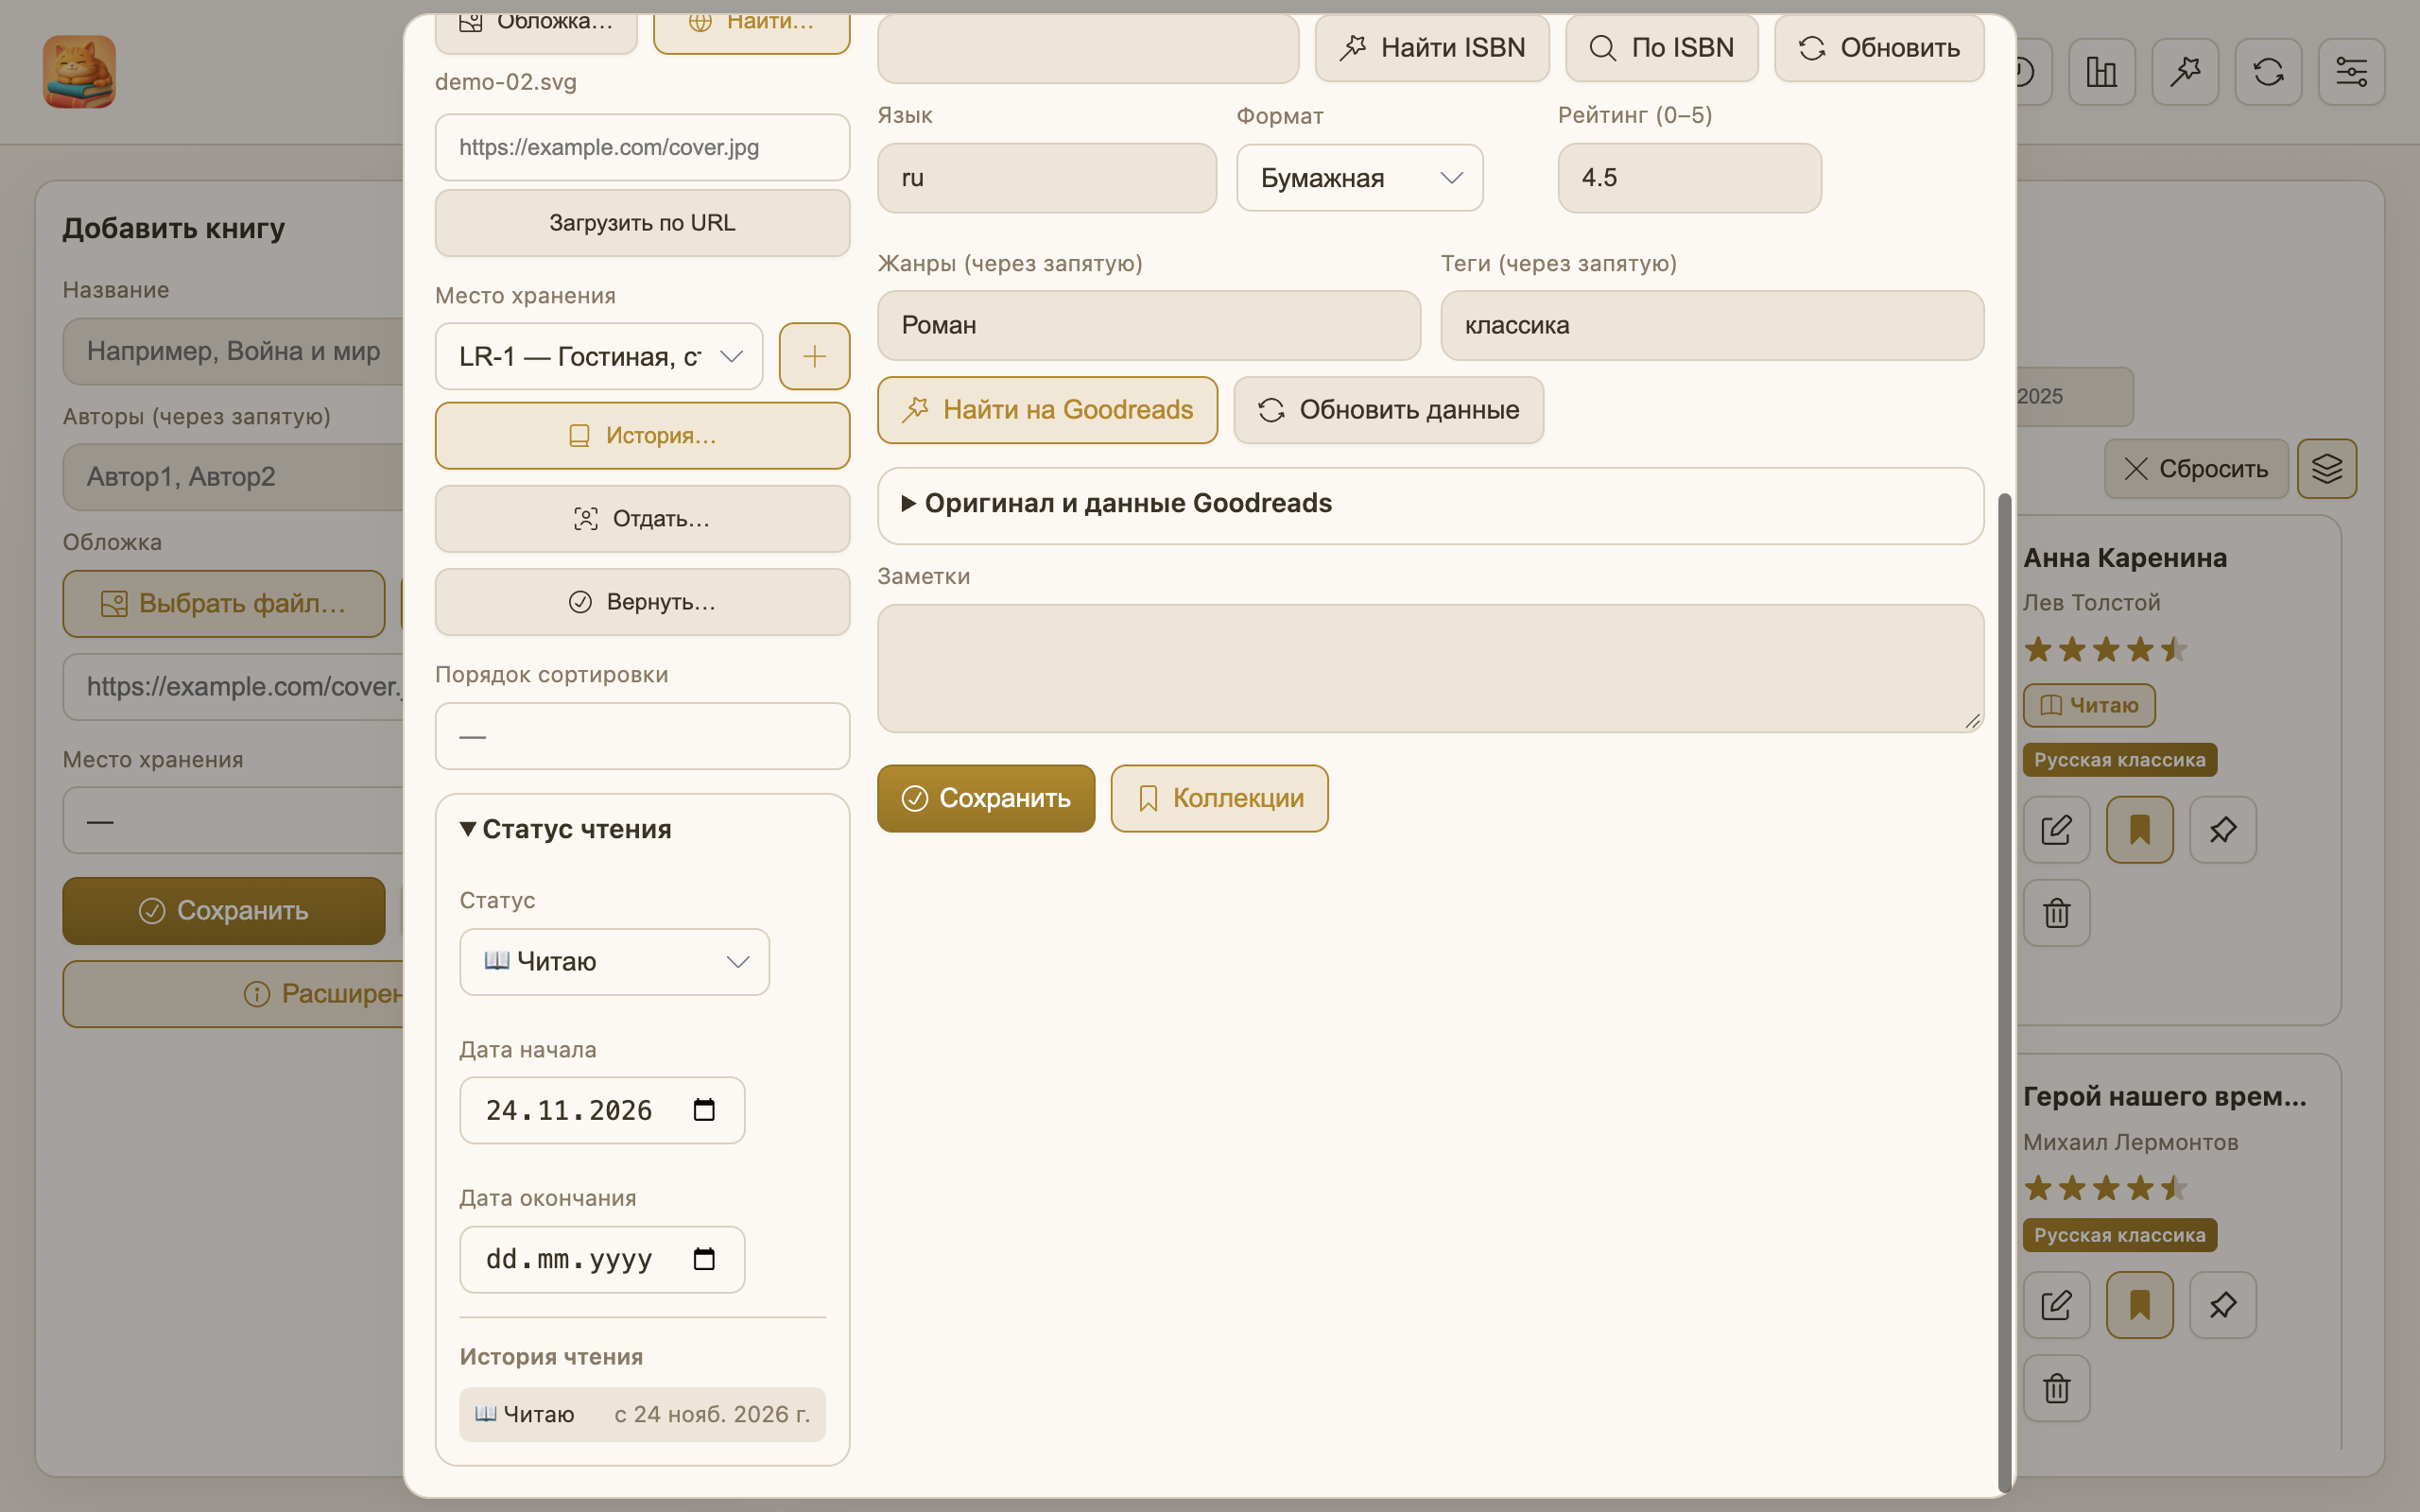 Добавить книгу
Название
Например, Война и мир
Авторы (через запятую)
Автор1, Автор2
Обложка
Выбрать файл...
https://example.com/cover.
Место хранения
—
Сохранить
Расширен
Обложка...
Найти...
demo-02.svg
https://example.com/cover.jpg
Загрузить по URL
Место хранения
LR-1 — Гостиная, ст
История...
Отдать...
Вернуть...
Порядок сортировки
—
Статус чтения
Статус
Читаю
Дата начала
24.11.2026
Дата окончания
dd.mm.yyyy
История чтения
Читаю с 24 нояб. 2026 г.
Найти ISBN
По ISBN
Обновить
Язык
Формат
Рейтинг (0–5)
ru
Бумажная
4.5
Жанры (через запятую)
Теги (через запятую)
Роман
классика
Найти на Goodreads
Обновить данные
Оригинал и данные Goodreads
Заметки
Сохранить
Коллекции
2025
Сбросить
Анна Каренина
Лев Толстой
Читаю
Русская классика
Герой нашего врем...
Михаил Лермонтов
Русская классика